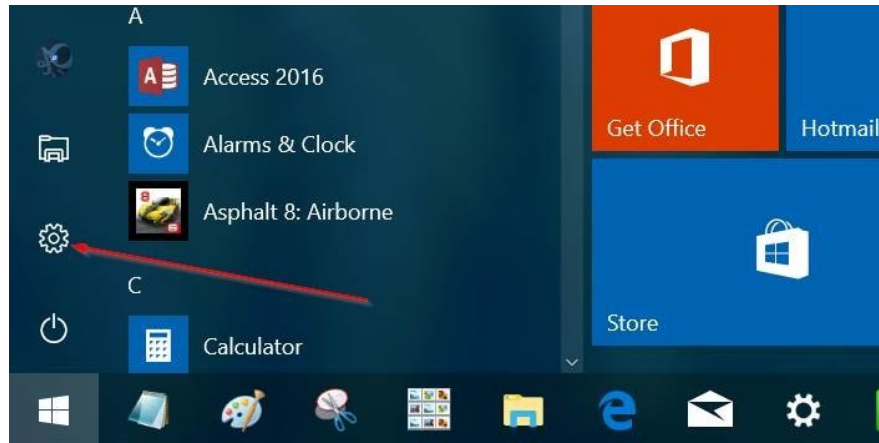 A
Access 2016
Alarms & Clock
Asphalt 8: Airborne
C
Calculator
Get Office
Hotmail
Store